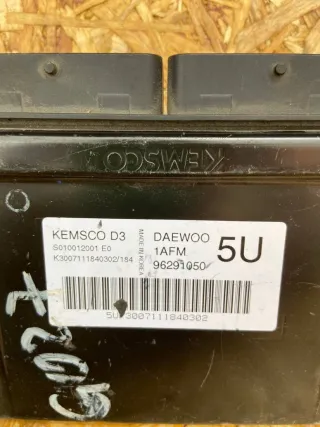 KEMSCO
KEMSCO D3
S010012001 E0
K3007111840302/184
MADE IN KOREA
DAEWOO
1AFM
96291050
5U
5U 3007111840302